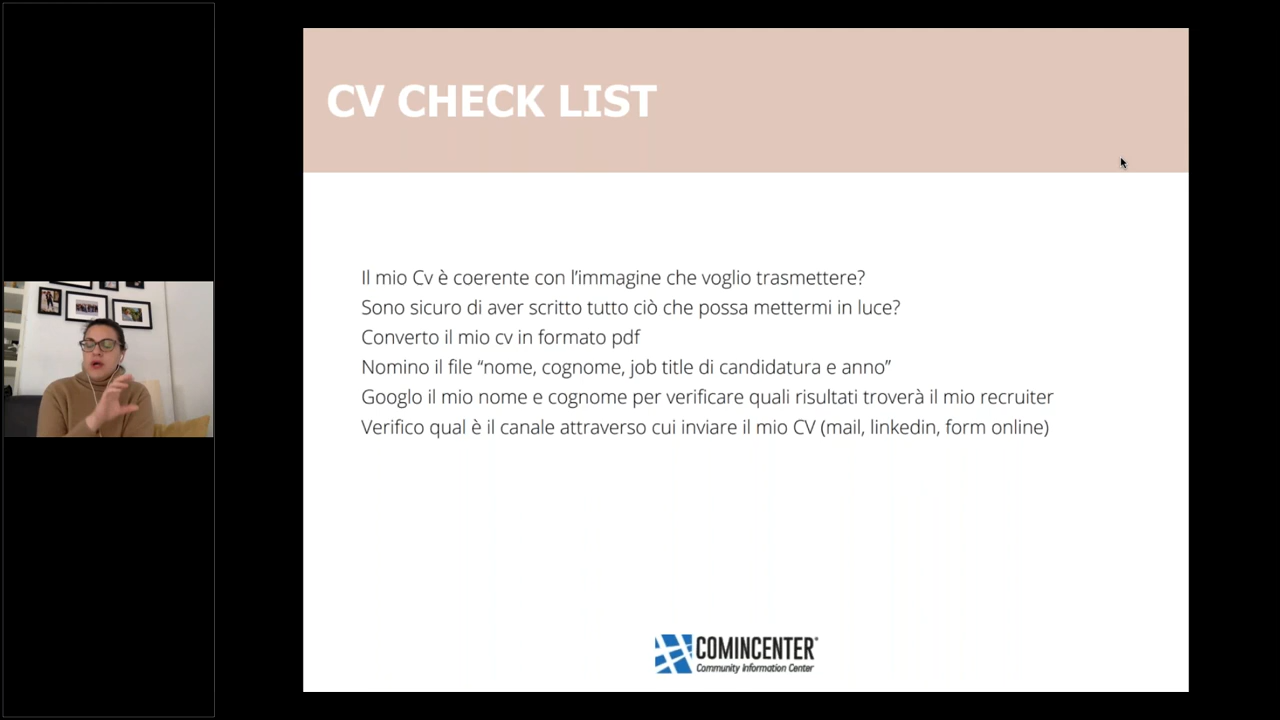 CV CHECK LIST
Il mio Cv è coerente con l’immagine che voglio trasmettere?
Sono sicuro di aver scritto tutto ciò che possa mettermi in luce?
Converto il mio cv in formato pdf
Nomino il file “nome, cognome, job title di candidatura e anno”
Googlo il mio nome e cognome per verificare quali risultati troverà il mio recruiter
Verifico qual è il canale attraverso cui inviare il mio CV (mail, linkedin, form online)
COMINCENTER®
Community Information Center